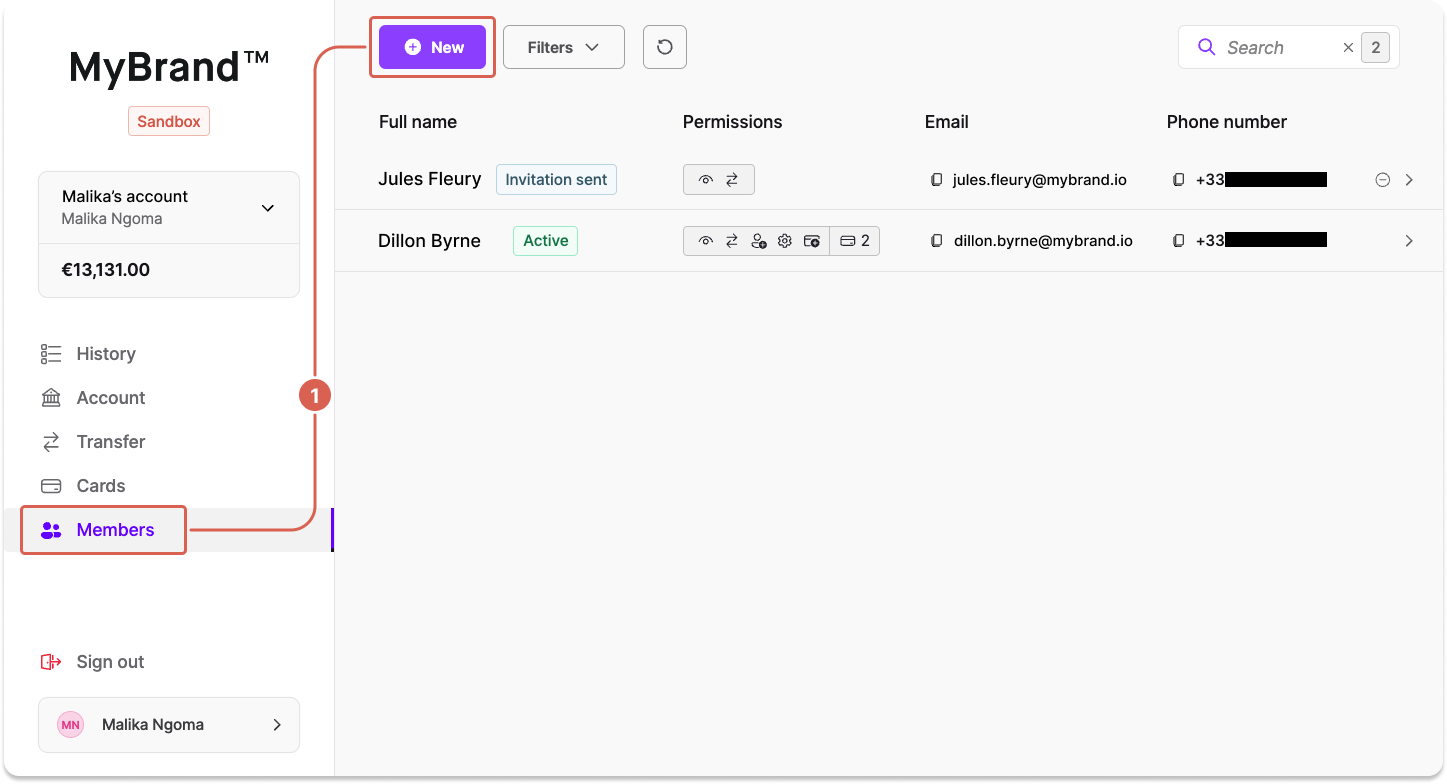 MyBrand™
Sandbox
Malika's account
Malika Ngoma
€13,131.00
History
Account
Transfer
Cards
Members
1
Sign out
MN Malika Ngoma
New Filters Search 2
Full name Permissions Email Phone number
Jules Fleury Invitation sent jules.fleury@mybrand.io +33
Dillon Byrne Active 2 dillon.byrne@mybrand.io +33